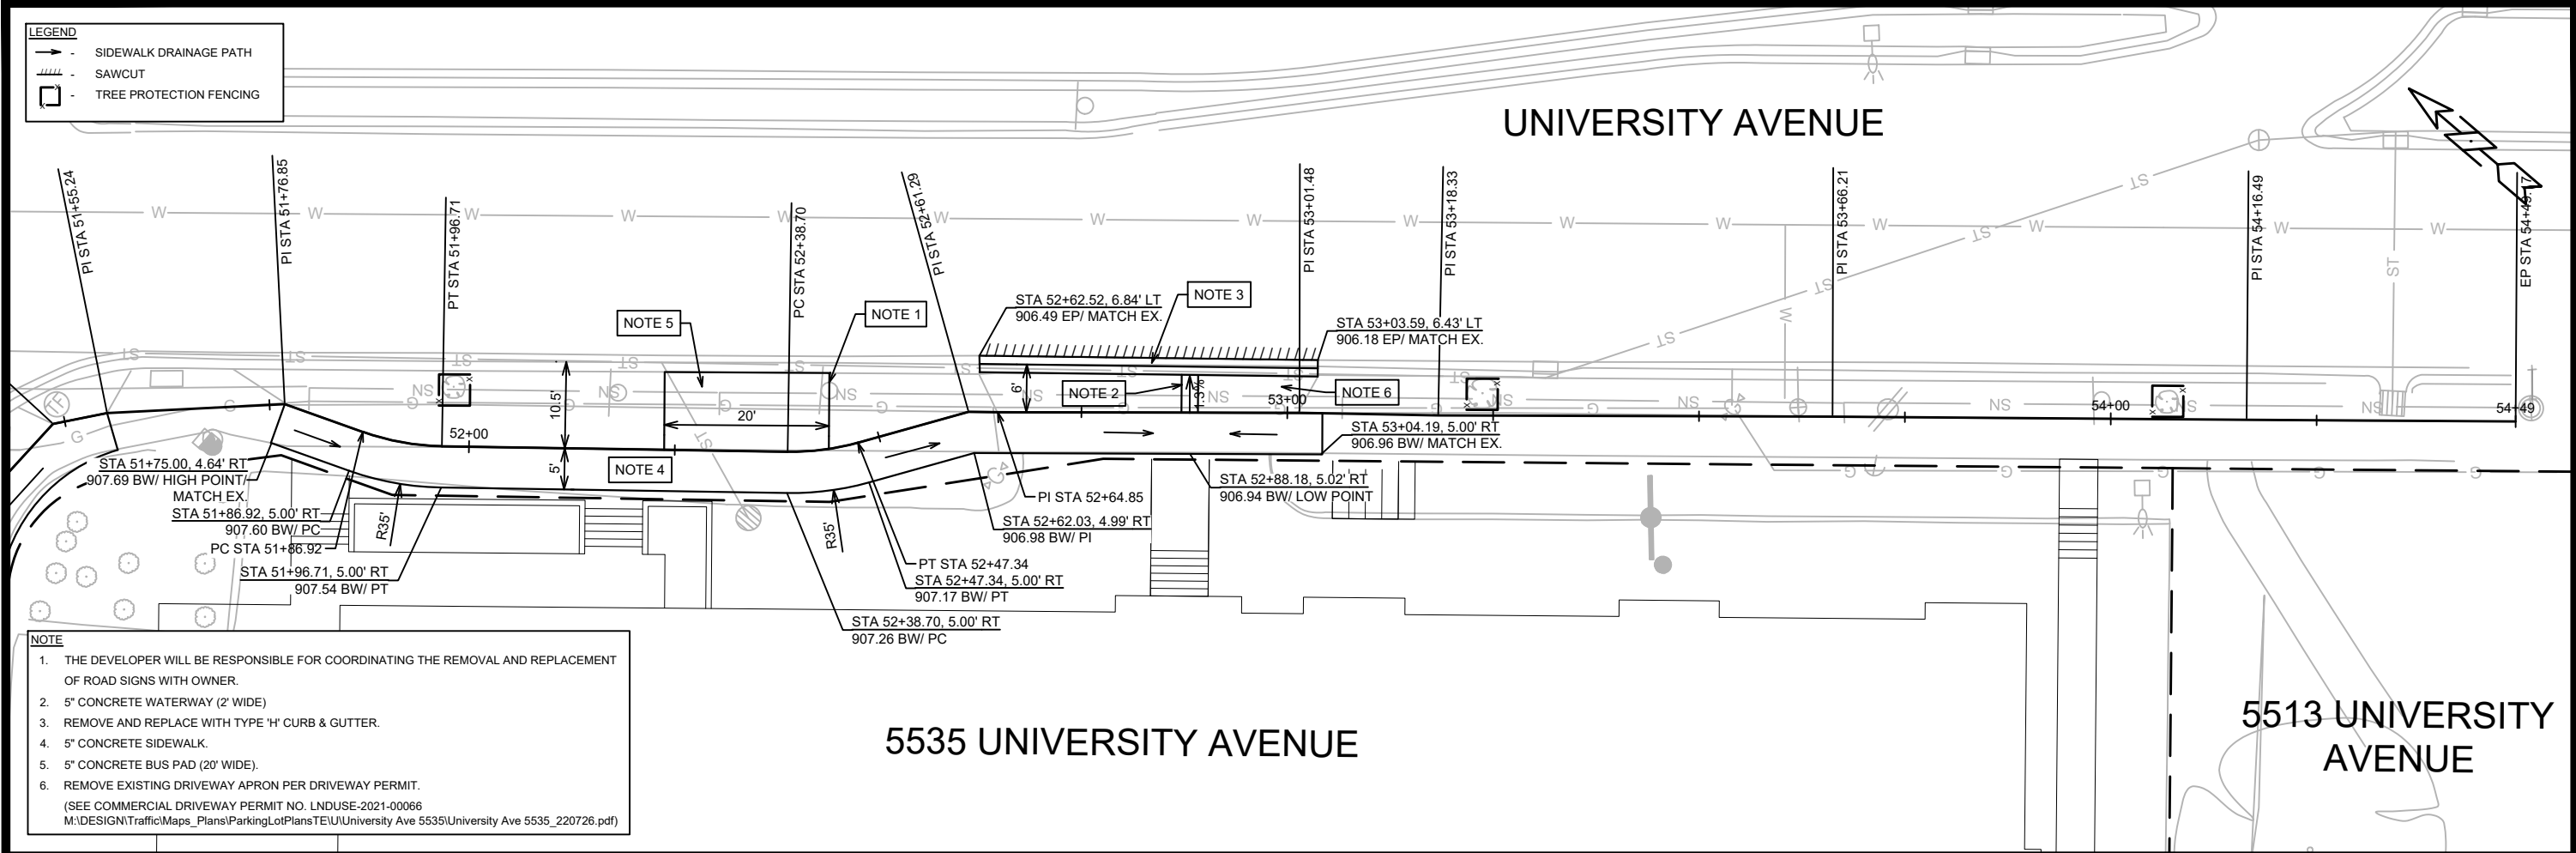 LEGEND
- SIDEWALK DRAINAGE PATH
- SAWCUT
- TREE PROTECTION FENCING
UNIVERSITY AVENUE
PI STA 51+55.24
PI STA 51+76.85
PT STA 51+96.71
PC STA 52+38.70
PI STA 52+61.29
PI STA 53+01.48
PI STA 53+18.33
PI STA 53+66.21
PI STA 54+16.49
EP STA 54+49.17
NOTE 5
NOTE 1
STA 52+62.52, 6.84' LT
906.49 EP/ MATCH EX.
NOTE 3
STA 53+03.59, 6.43' LT
906.18 EP/ MATCH EX.
10.5'
20'
6'
NOTE 2
1.3%
NOTE 6
52+00
53+00
54+00
54+49
5'
NOTE 4
STA 53+04.19, 5.00' RT
906.96 BW/ MATCH EX.
STA 51+75.00, 4.64' RT
907.69 BW/ HIGH POINT/
MATCH EX.
STA 51+86.92, 5.00' RT
907.60 BW/ PC
PC STA 51+86.92
STA 51+96.71, 5.00' RT
907.54 BW/ PT
R35'
R35'
PI STA 52+64.85
STA 52+62.03, 4.99' RT
906.98 BW/ PI
STA 52+88.18, 5.02' RT
906.94 BW/ LOW POINT
PT STA 52+47.34
STA 52+47.34, 5.00' RT
907.17 BW/ PT
STA 52+38.70, 5.00' RT
907.26 BW/ PC
5535 UNIVERSITY AVENUE
5513 UNIVERSITY
AVENUE
NOTE
1. THE DEVELOPER WILL BE RESPONSIBLE FOR COORDINATING THE REMOVAL AND REPLACEMENT
OF ROAD SIGNS WITH OWNER.
2. 5" CONCRETE WATERWAY (2' WIDE)
3. REMOVE AND REPLACE WITH TYPE 'H' CURB & GUTTER.
4. 5" CONCRETE SIDEWALK.
5. 5" CONCRETE BUS PAD (20' WIDE).
6. REMOVE EXISTING DRIVEWAY APRON PER DRIVEWAY PERMIT.
(SEE COMMERCIAL DRIVEWAY PERMIT NO. LNDUSE-2021-00066
M:\DESIGN\Traffic\Maps_Plans\ParkingLotPlansTE\U\University Ave 5535\University Ave 5535_220726.pdf)